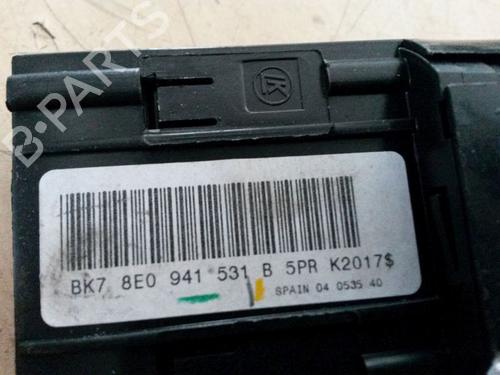 B-PARTS
LK
BK7 8E0 941 531 B 5PR K2017$
SPAIN 04 0535 40